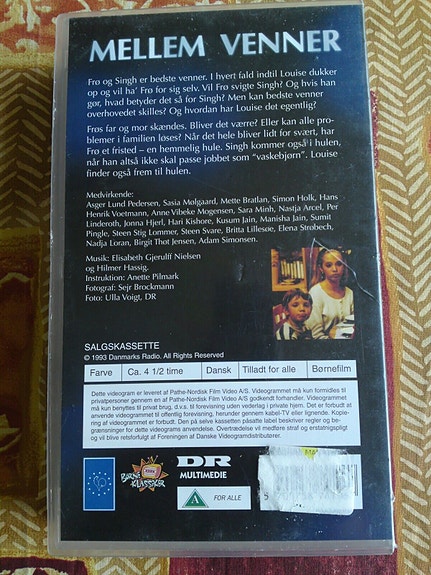 MELLEM VENNER
Frø og Singh er bedste venner. I hvert fald indtil Louise dukker
op og vil ha' Frø for sig selv. Vil Frø svigte Singh? Og hvis han
gør, hvad betyder det så for Singh? Men kan bedste venner
overhovedet skilles? Og hvordan har Louise det egentlig?
Frøs far og mor skændes. Bliver det værre? Eller kan alle pro-
blemer i familien løses? Når det hele bliver lidt for svært, har
Frø et fristed – en hemmelig hule. Singh kommer også i hulen,
når han altså ikke skal passe jobbet som "vaskebjørn". Louise
finder også frem til hulen.
Medvirkende:
Asger Lund Pedersen, Sasia Mølgaard, Mette Bratlan, Simon Holk, Hans
Henrik Voetmann, Anne Vibeke Mogensen, Sara Minh, Nastja Arcel, Per
Linderoth, Jonna Hjerl, Hari Kishore, Kusum Jain, Manisha Jain, Sumit
Pingle, Steen Stig Lommer, Steen Svare, Britta Lillesøe, Elena Strobech,
Nadja Loran, Birgit Thot Jensen, Adam Simonsen.
Musik: Elisabeth Gjerulff Nielsen
og Hilmer Hassig.
Instruktion: Anette Pilmark
Fotograf: Sejr Brockmann
Foto: Ulla Voigt, DR
SALGSKASSETTE
© 1993 Danmarks Radio. All Rights Reserved
Farve Ca. 4 1/2 time Dansk Tilladt for alle Børnefilm
Dette videogram er leveret af Pathe-Nordisk Film Video A/S. Videogrammet må kun formidles til
privatpersoner gennem en af Pathe-Nordisk Film Video A/S godkendt forhandler. Videogrammet
må kun benyttes til privat brug, d.v.s. til forevisning uden vederlag i private hjem. Det er forbudt at
anvende videogrammet til offentlig forevisning, herunder gennem kabel-TV eller lignende. Kopie-
ring af videogrammet er forbudt. Den på selve kassetten påsatte label beskriver regler og be-
grænsninger for dette videograms anvendelse. Overtrædelse vil medføre straf og erstatningspligt
og vil blive retsforfulgt af Foreningen af Danske Videogramdistributører.
BØRNE
KLASSIKER
DR
MULTIMEDIE
A
FOR ALLE
5